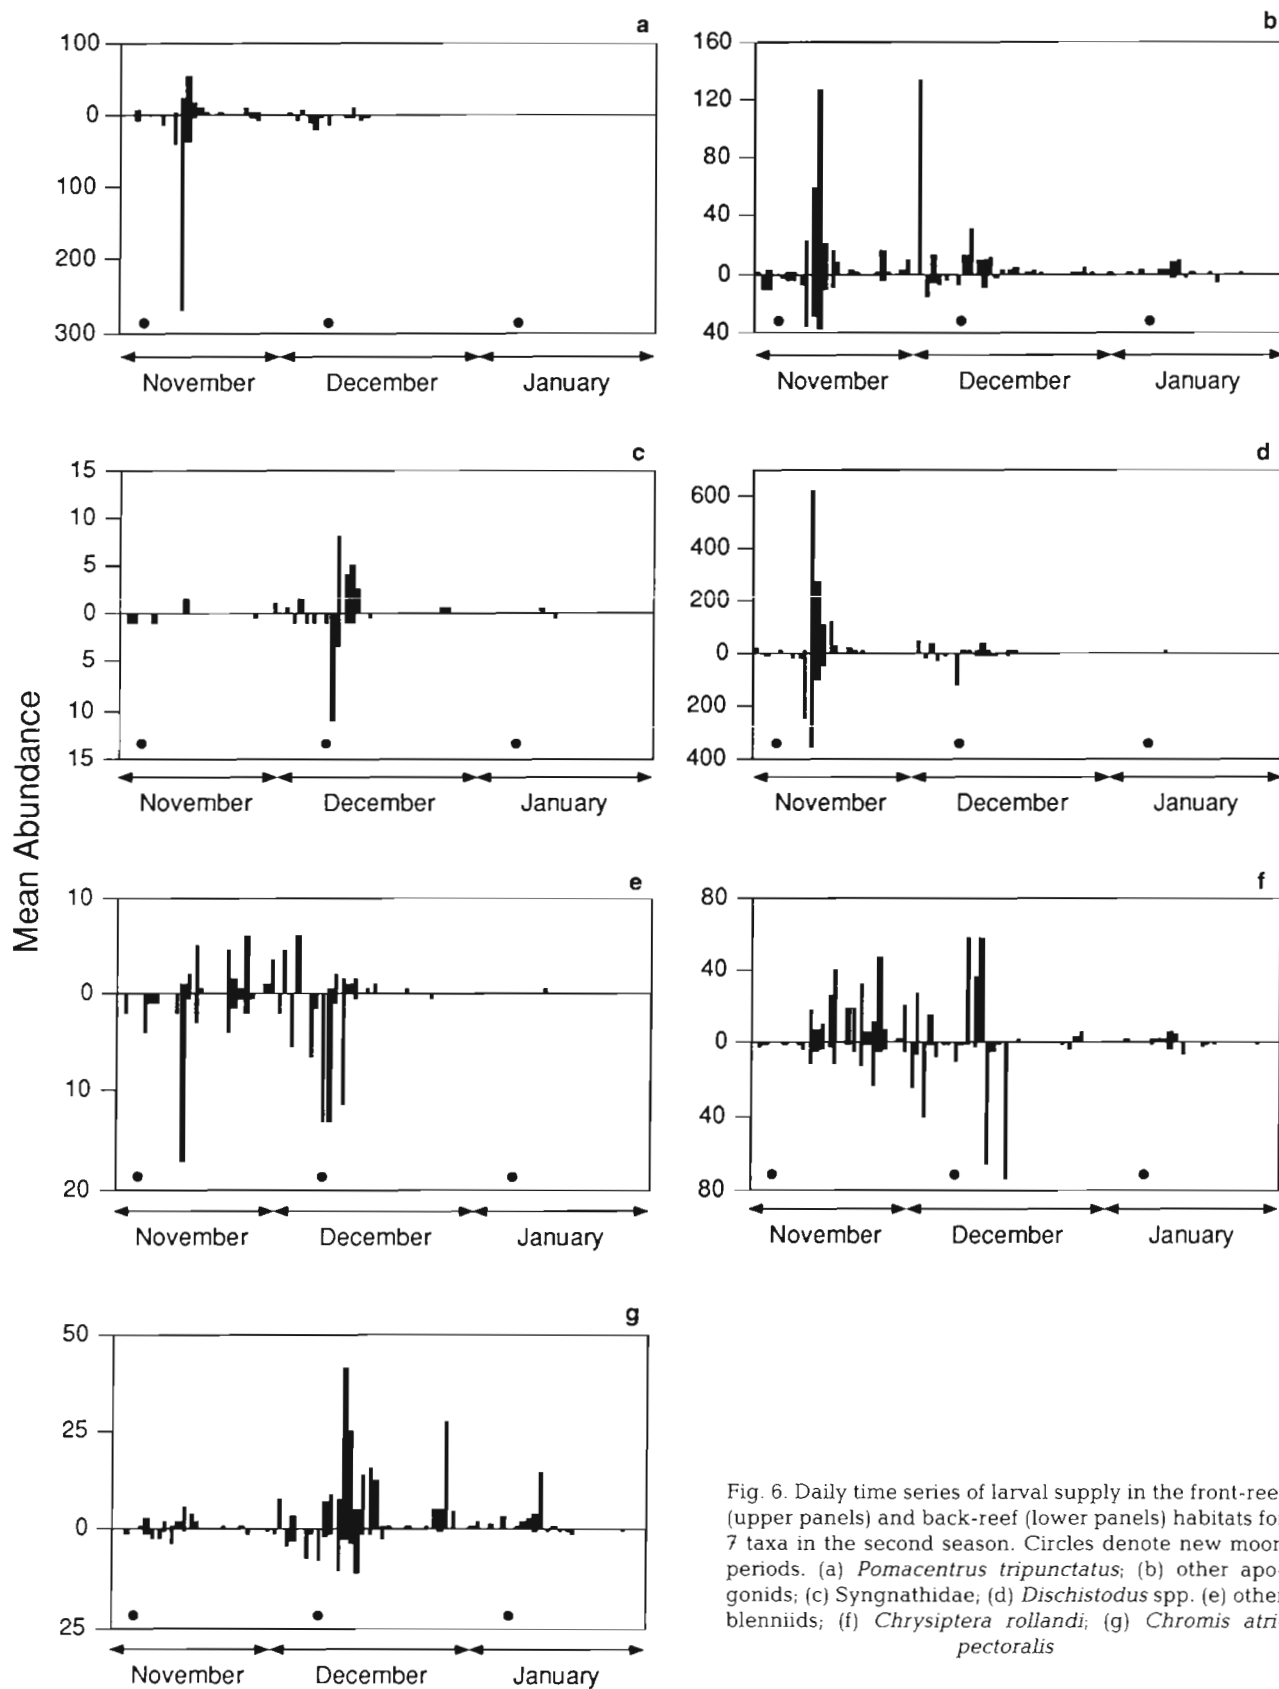 a
100
0
100
200
300
November December January
b
160
120
80
40
0
40
November December January
c
15
10
5
0
5
10
15
November December January
d
600
400
200
0
200
400
November December January
Mean Abundance
e
10
0
10
20
November December January
f
80
40
0
40
80
November December January
g
50
25
0
25
November December January
Fig. 6. Daily time series of larval supply in the front-ree
(upper panels) and back-reef (lower panels) habitats fo
7 taxa in the second season. Circles denote new moon
periods. (a) Pomacentrus tripunctatus; (b) other apo-
gonids; (c) Syngnathidae; (d) Dischistodus spp. (e) other
blenniids; (f) Chrysiptera rollandi; (g) Chromis atri-
pectoralis